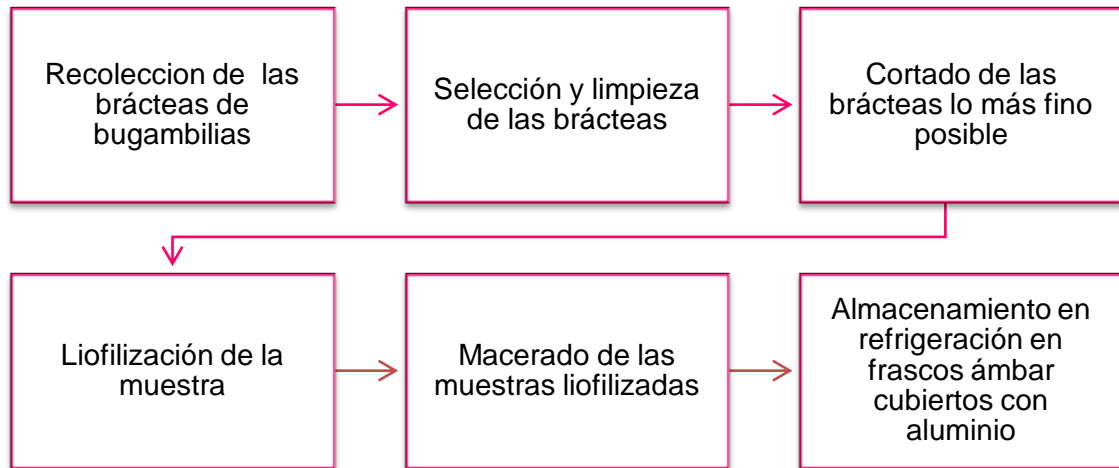 Recoleccion de  las
brácteas de
bugambilias
Selección y limpieza
de las brácteas
Cortado de las
brácteas lo más fino
posible
Liofilización de la
muestra
Macerado de las
muestras liofilizadas
Almacenamiento en
refrigeración en
frascos ámbar
cubiertos con
aluminio